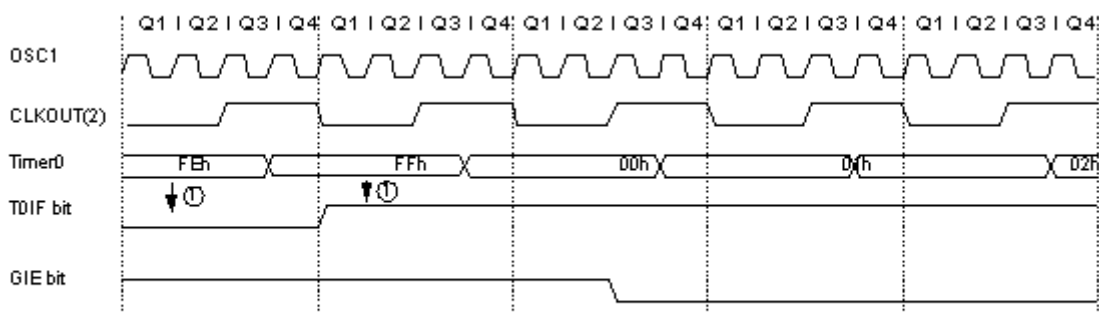 Q1 | Q2 | Q3 | Q4 Q1 | Q2 | Q3 | Q4 Q1 | Q2 | Q3 | Q4 Q1 | Q2 | Q3 | Q4 Q1 | Q2 | Q3 | Q4
OSC1
CLKOUT(2)
Timer0 FEh FFh 00h 02h
① ①
T0IF bit
GIE bit